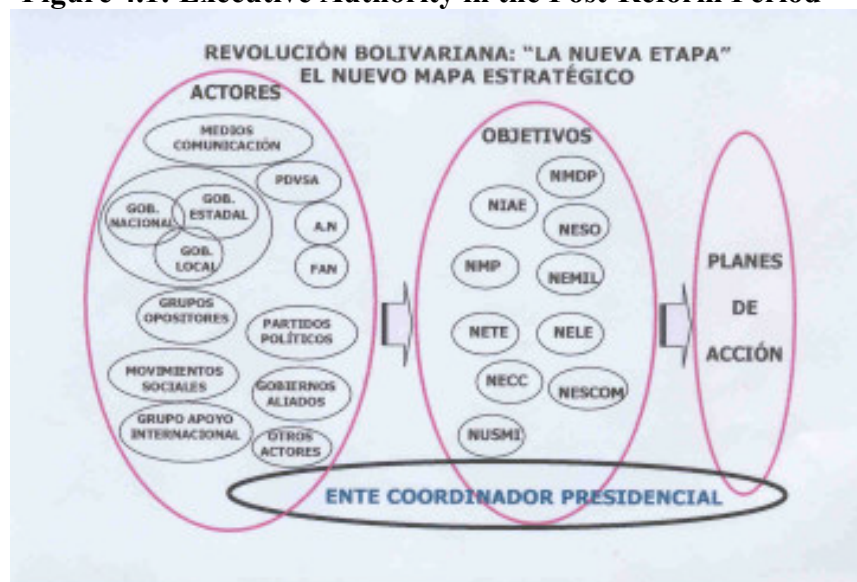 Figure 4.1: Executive Authority in the Post-Reform Period
REVOLUCIÓN BOLIVARIANA: “LA NUEVA ETAPA”
EL NUEVO MAPA ESTRATÉGICO
ACTORES
MEDIOS
COMUNICACIÓN
PDVSA
GOB.
NACIONAL
GOB.
ESTADAL
GOB.
LOCAL
A.N
FAN
GRUPOS
OPOSITORES
PARTIDOS
POLÍTICOS
MOVIMIENTOS
SOCIALES
GOBIERNOS
ALIADOS
GRUPO APOYO
INTERNACIONAL
OTROS
ACTORES
OBJETIVOS
NMDP
NIAE
NESO
NMP
NEMIL
NETE
NELE
NECC
NESCOM
NUSMI
PLANES
DE
ACCIÓN
ENTE COORDINADOR PRESIDENCIAL